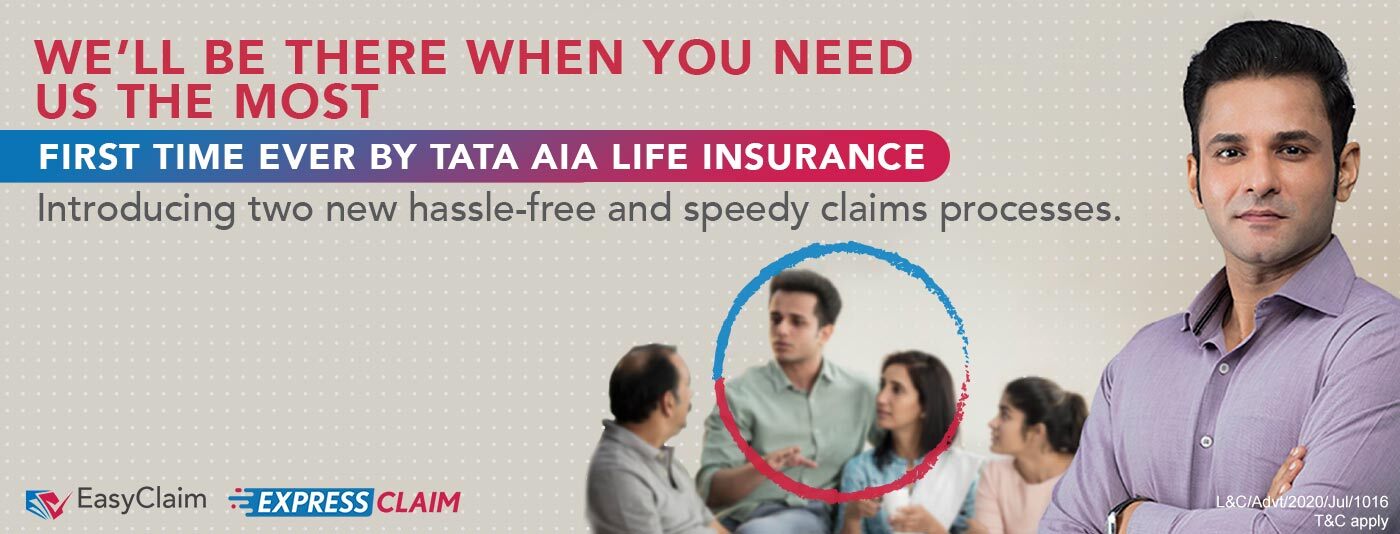 WE'LL BE THERE WHEN YOU NEED
US THE MOST
FIRST TIME EVER BY TATA AIA LIFE INSURANCE
Introducing two new hassle-free and speedy claims processes.
EasyClaim
EXPRESS CLAIM
L&C/Advt/2020/Jul/1016
T&C apply